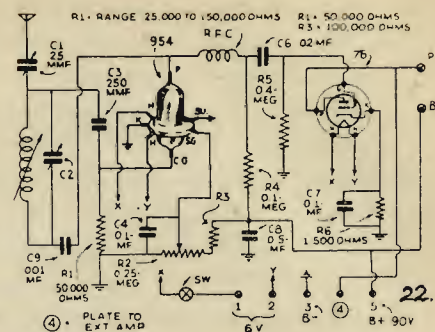 R1 = RANGE 25,000 TO 150,000 OHMS
R1 = 50,000 OHMS
R3 = 100,000 OHMS
R.F.C
954
C6 .02 MF
76
P
C1
25
MMF
C3
250
MMF
H
K
H
SU
P
SG
CG
R5
0.4-
MEG
B
K
H
H
X
Y
X
Y
C2
R3
R4
0.1-
MEG
C4
0.1-
MF
C7
0.1-
MF
R6
1,500 OHMS
C9
.001
MF
R1
50,000
OHMS
R2
0.25-
MEG
C8
0.5-
MF
X
SW
Y
1
2
3
B-
4
5
B+ 90V
6V
22.
4 • PLATE TO
EXT AMP